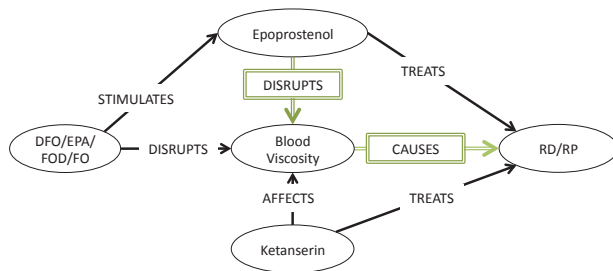 Epoprostenol
DISRUPTS
TREATS
STIMULATES
DFO/EPA/
FOD/FO
DISRUPTS
Blood
Viscosity
CAUSES
RD/RP
AFFECTS
TREATS
Ketanserin